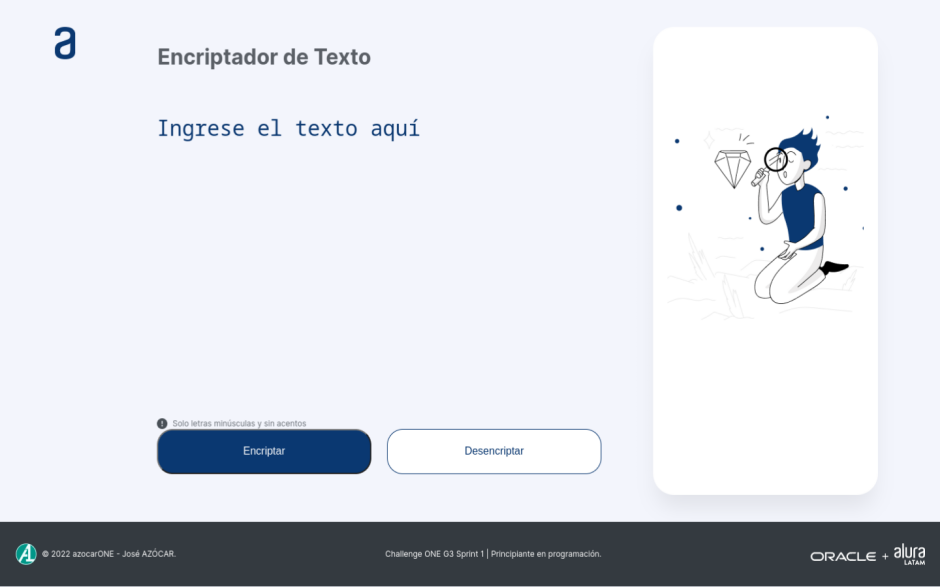 a
Encriptador de Texto
Ingrese el texto aquí
Solo letras minúsculas y sin acentos
Encriptar
Desencriptar
© 2022 azocarONE - José AZÓCAR.
Challenge ONE G3 Sprint 1 | Principiante en programación.
ORACLE + alura
LATAM